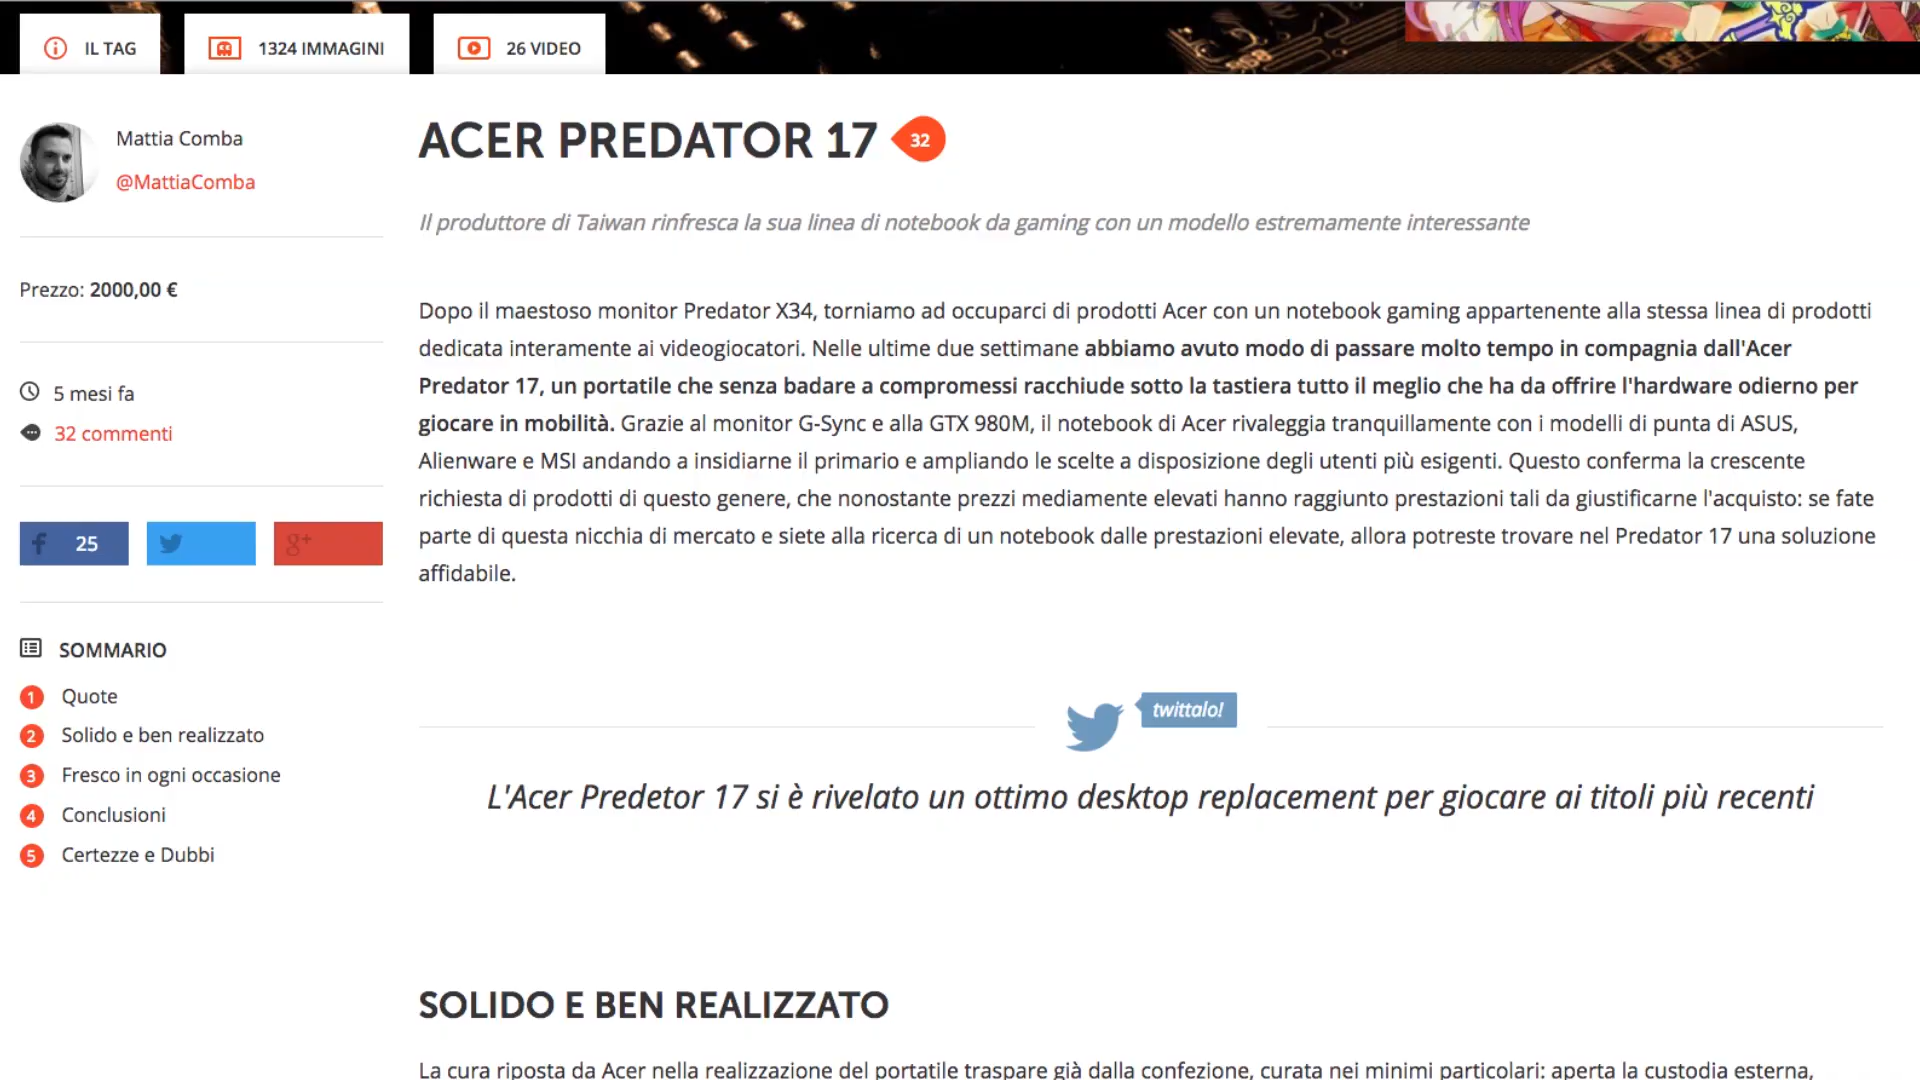 IL TAG
1324 IMMAGINI
26 VIDEO
Mattia Comba
@MattiaComba
Prezzo: 2000,00 €
5 mesi fa
32 commenti
25
g+
SOMMARIO
1 Quote
2 Solido e ben realizzato
3 Fresco in ogni occasione
4 Conclusioni
5 Certezze e Dubbi
ACER PREDATOR 17 32
Il produttore di Taiwan rinfresca la sua linea di notebook da gaming con un modello estremamente interessante
Dopo il maestoso monitor Predator X34, torniamo ad occuparci di prodotti Acer con un notebook gaming appartenente alla stessa linea di prodotti
dedicata interamente ai videogiocatori. Nelle ultime due settimane abbiamo avuto modo di passare molto tempo in compagnia dall'Acer
Predator 17, un portatile che senza badare a compromessi racchiude sotto la tastiera tutto il meglio che ha da offrire l'hardware odierno per
giocare in mobilità. Grazie al monitor G-Sync e alla GTX 980M, il notebook di Acer rivaleggia tranquillamente con i modelli di punta di ASUS,
Alienware e MSI andando a insidiarne il primario e ampliando le scelte a disposizione degli utenti più esigenti. Questo conferma la crescente
richiesta di prodotti di questo genere, che nonostante prezzi mediamente elevati hanno raggiunto prestazioni tali da giustificarne l'acquisto: se fate
parte di questa nicchia di mercato e siete alla ricerca di un notebook dalle prestazioni elevate, allora potreste trovare nel Predator 17 una soluzione
affidabile.
twittalo!
L'Acer Predetor 17 si è rivelato un ottimo desktop replacement per giocare ai titoli più recenti
SOLIDO E BEN REALIZZATO
La cura riposta da Acer nella realizzazione del portatile traspare già dalla confezione, curata nei minimi particolari: aperta la custodia esterna,